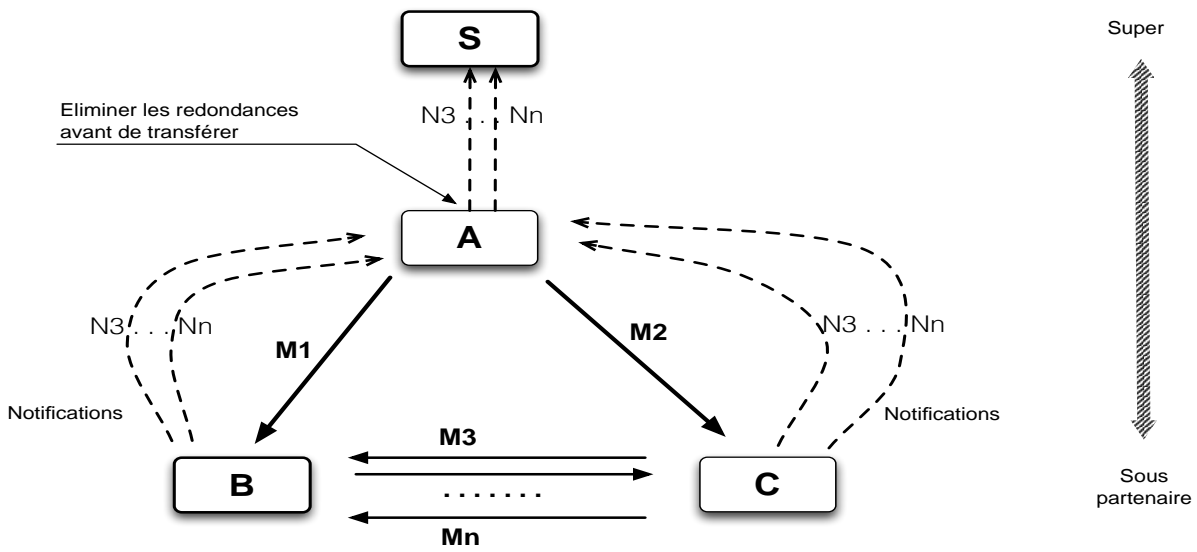 S
Super
Eliminer les redondances
avant de transférer
N3 . . . Nn
A
N3 . . . Nn
M1
M2
N3 . . . Nn
Notifications
Notifications
M3
B
.......
C
Mn
Sous
partenaire